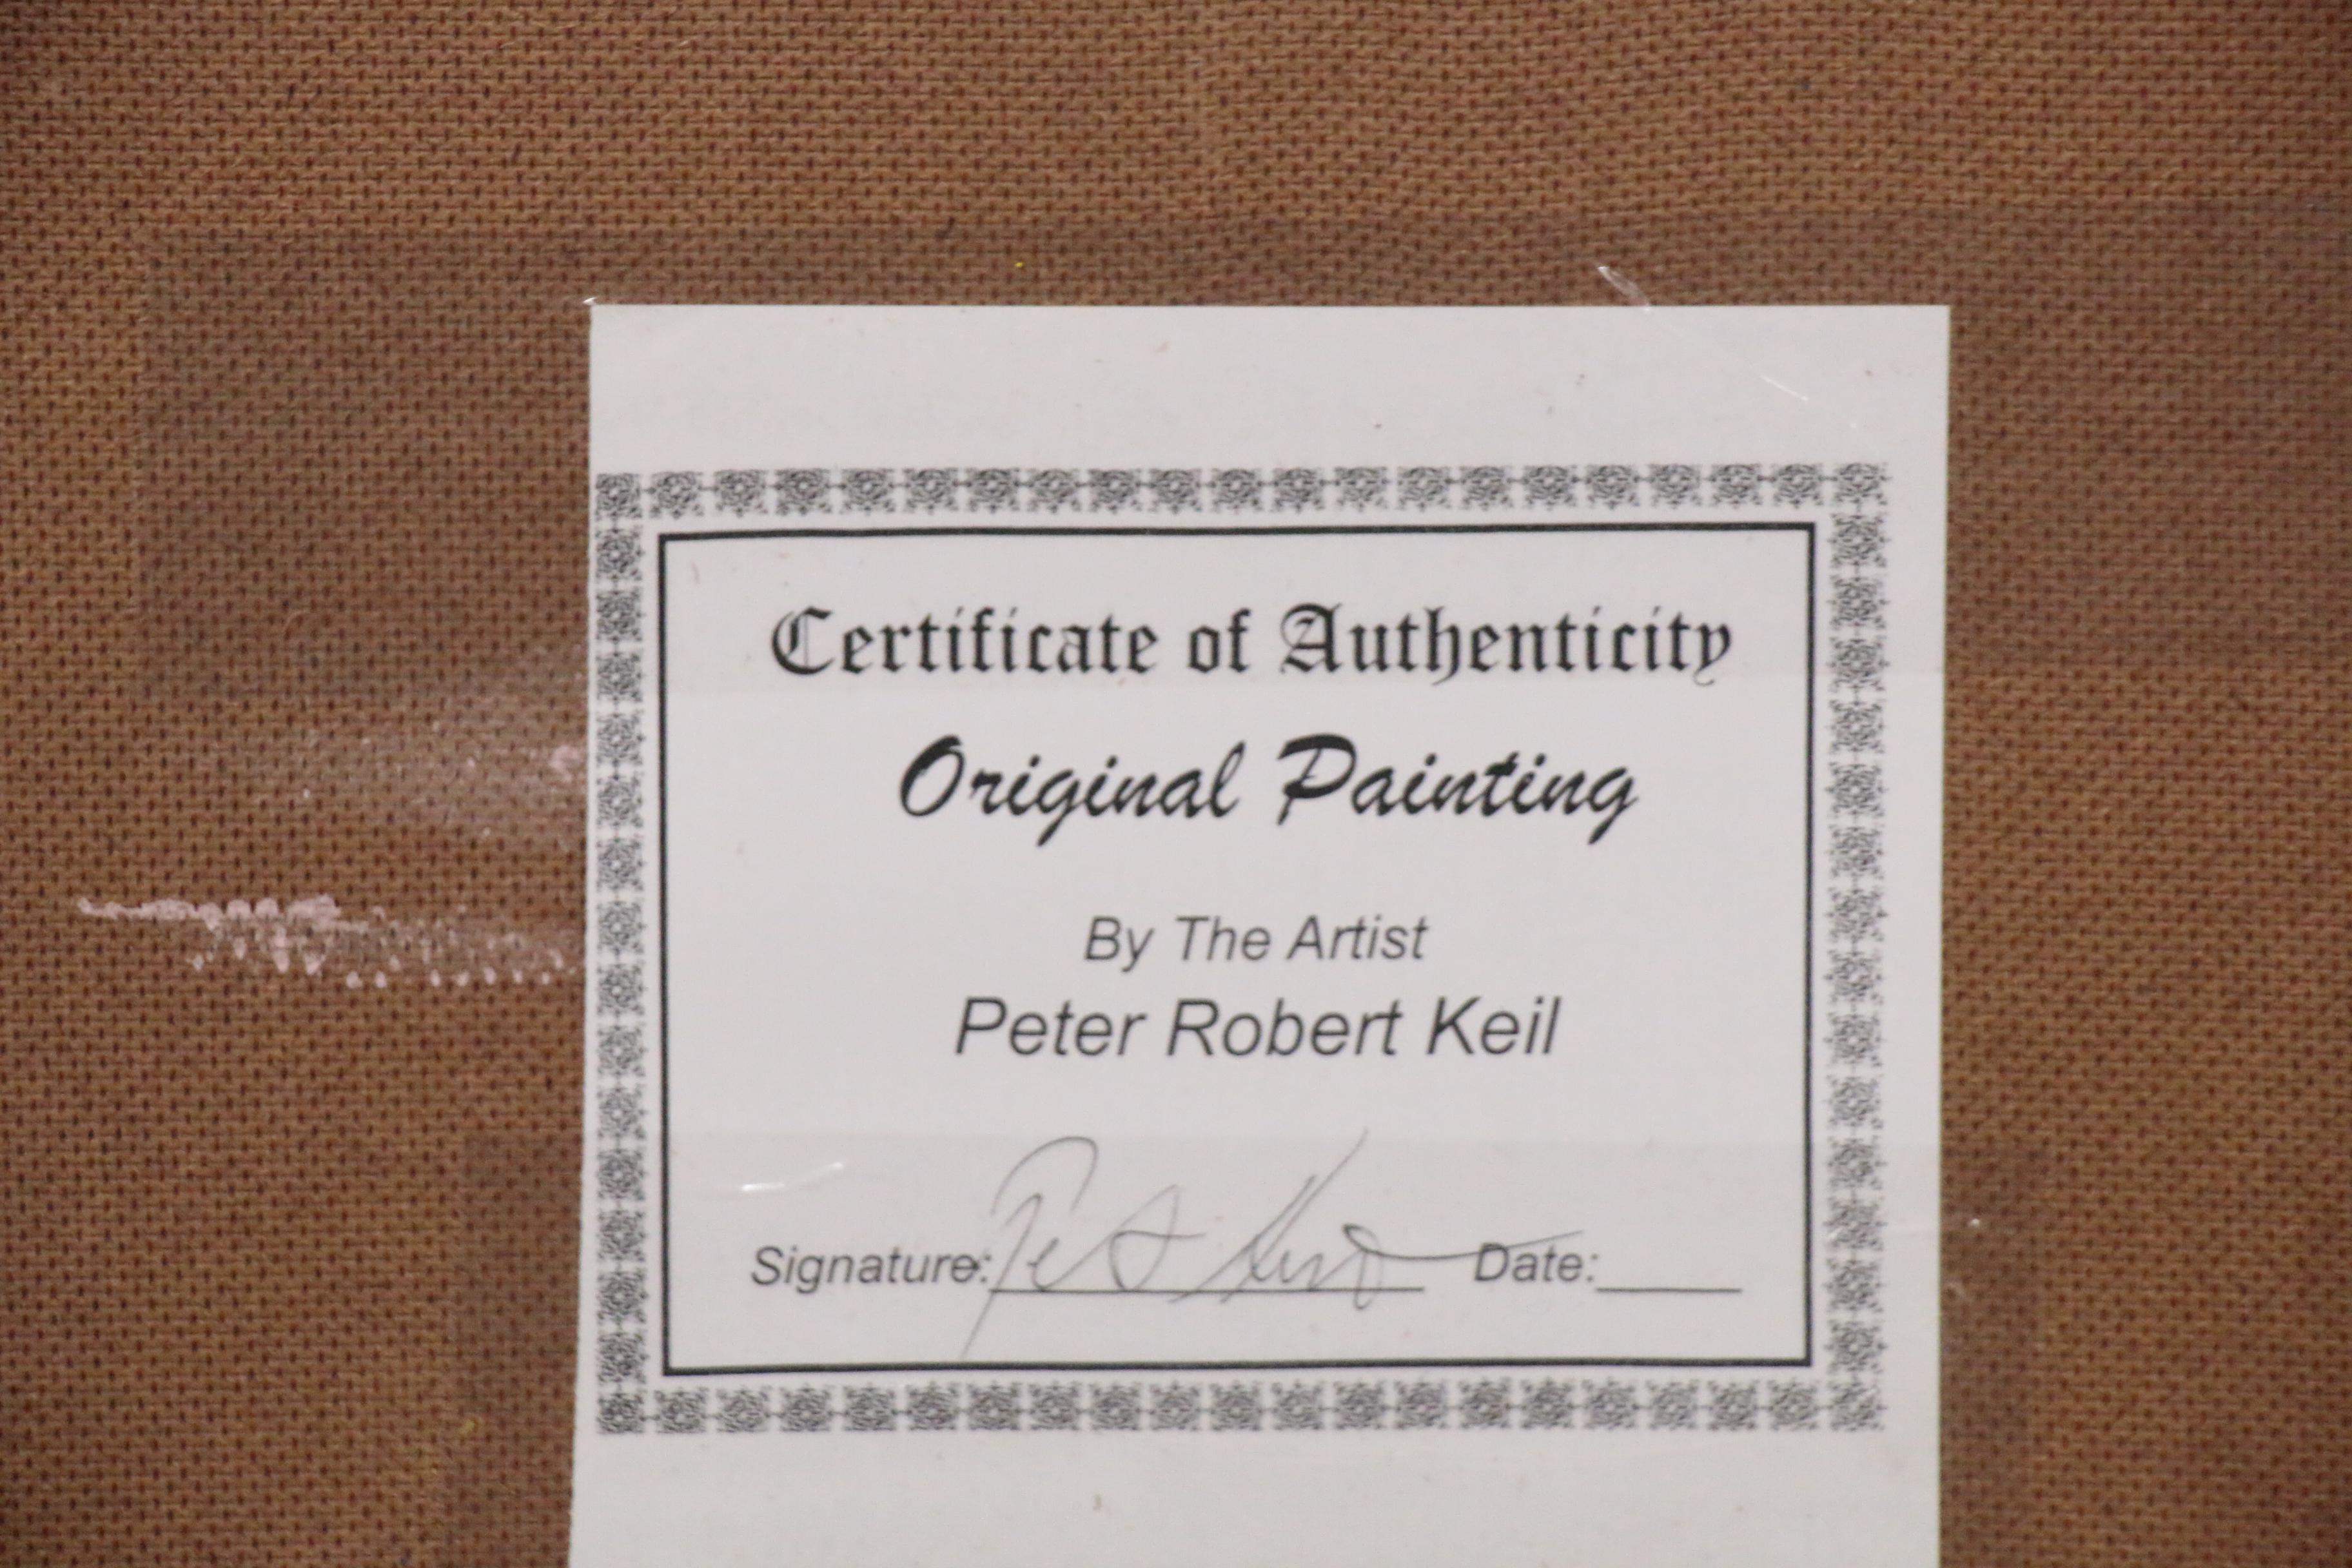 Certificate of Authenticity
Original Painting
By The Artist
Peter Robert Keil
Signature: Date: